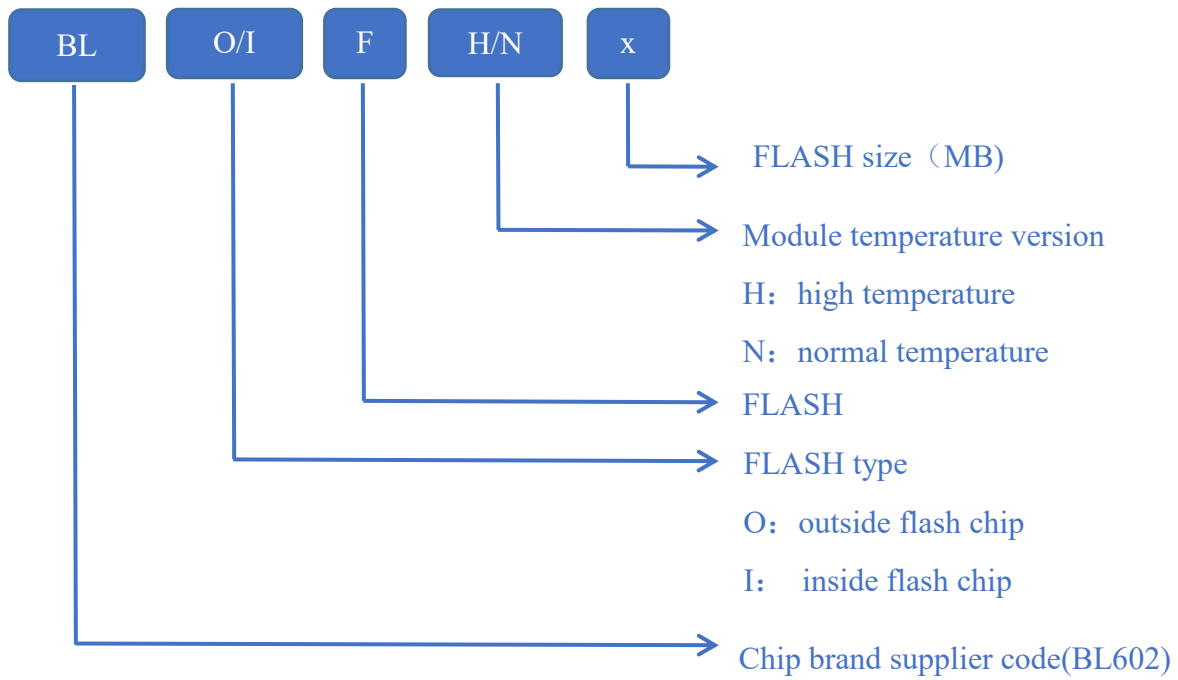 BL O/I F H/N x
FLASH size（MB)
Module temperature version
H：high temperature
N：normal temperature
FLASH
FLASH type
O：outside flash chip
I： inside flash chip
Chip brand supplier code(BL602)